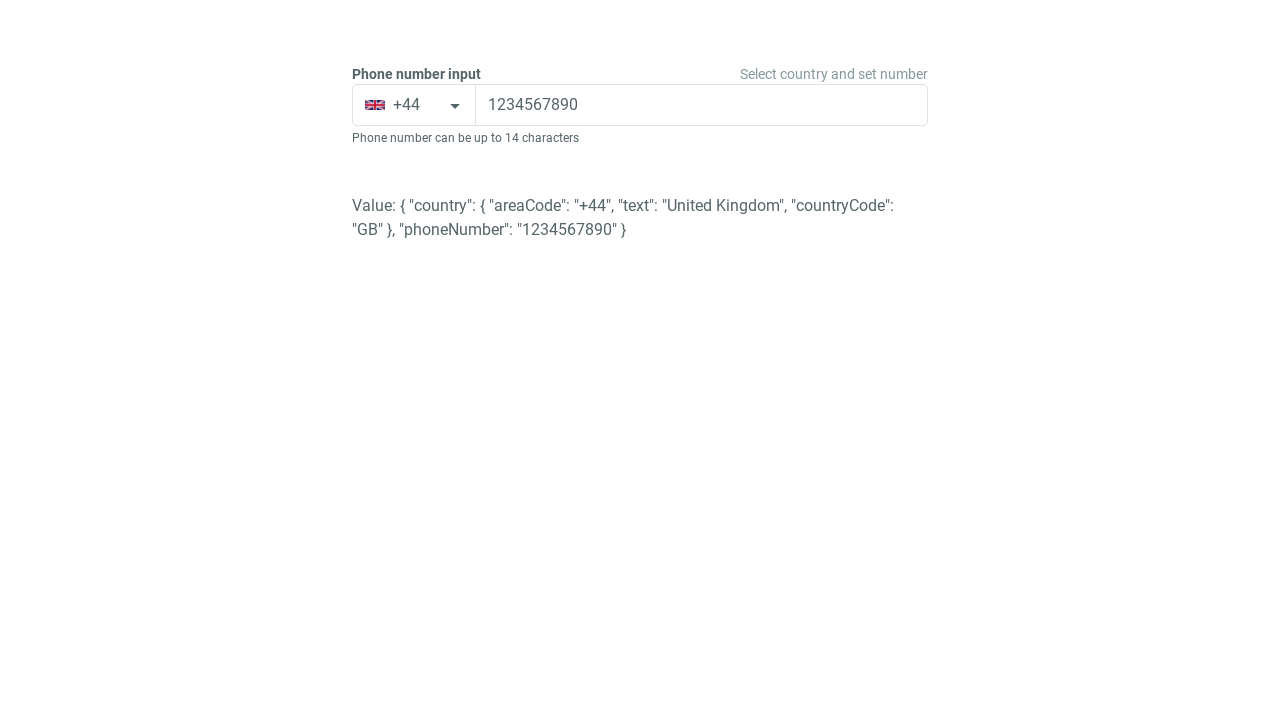 Phone number input
Select country and set number
+44
1234567890
Phone number can be up to 14 characters
Value: { "country": { "areaCode": "+44", "text": "United Kingdom", "countryCode":
"GB" }, "phoneNumber": "1234567890" }